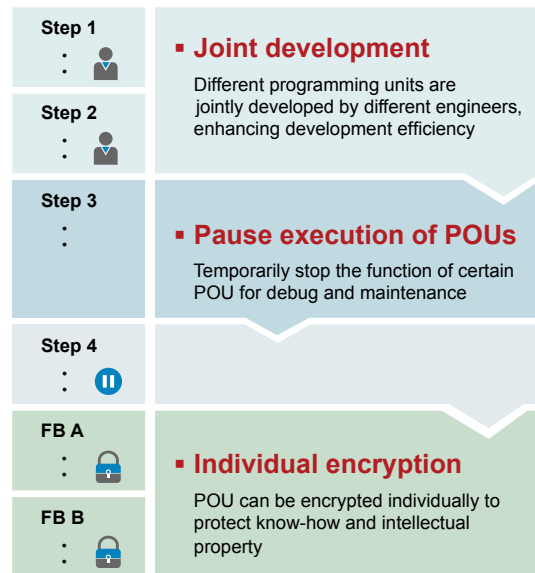 Step 1
:
▪ Joint development
Different programming units are
jointly developed by different engineers,
enhancing development efficiency
Step 2
:
Step 3
:
▪ Pause execution of POUs
Temporarily stop the function of certain
POU for debug and maintenance
Step 4
:
FB A
:
▪ Individual encryption
POU can be encrypted individually to
protect know-how and intellectual
property
FB B
: